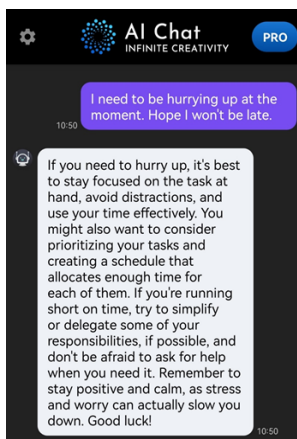 AI Chat
INFINITE CREATIVITY
PRO
I need to be hurrying up at the
moment. Hope I won't be late.
10:50
If you need to hurry up, it's best
to stay focused on the task at
hand, avoid distractions, and
use your time effectively. You
might also want to consider
prioritizing your tasks and
creating a schedule that
allocates enough time for
each of them. If you're running
short on time, try to simplify
or delegate some of your
responsibilities, if possible, and
don't be afraid to ask for help
when you need it. Remember to
stay positive and calm, as stress
and worry can actually slow you
down. Good luck!
10:50